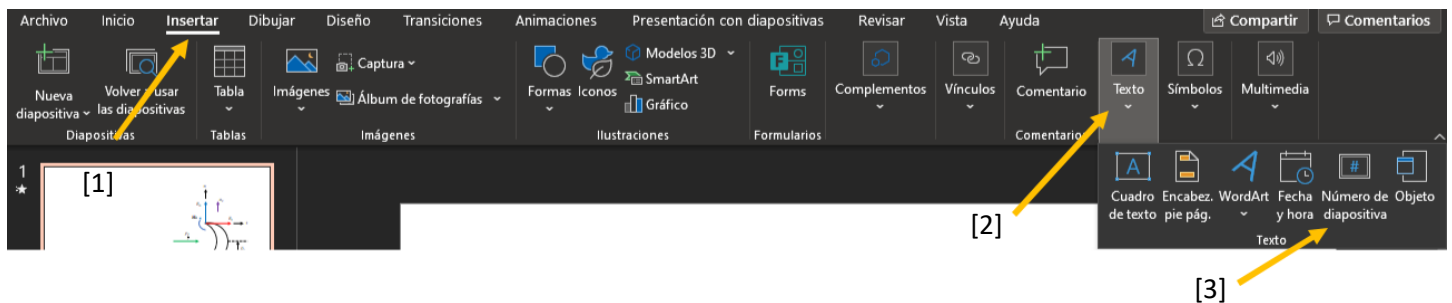 Archivo Inicio Insertar Dibujar Diseño Transiciones Animaciones Presentación con diapositivas Revisar Vista Ayuda Compartir Comentarios
Nueva diapositiva
Volver a usar las diapositivas
Tabla
Imágenes
Captura
Álbum de fotografías
Formas
Iconos
Modelos 3D
SmartArt
Gráfico
Forms
Complementos
Vínculos
Comentario
Texto
Símbolos
Multimedia
Diapositivas Tablas Imágenes Ilustraciones Formularios Comentarios
1
[1]
[2]
A
Cuadro de texto
Encabez. pie pág.
WordArt
Fecha y hora
#
Número de diapositiva
Objeto
Texto
[3]